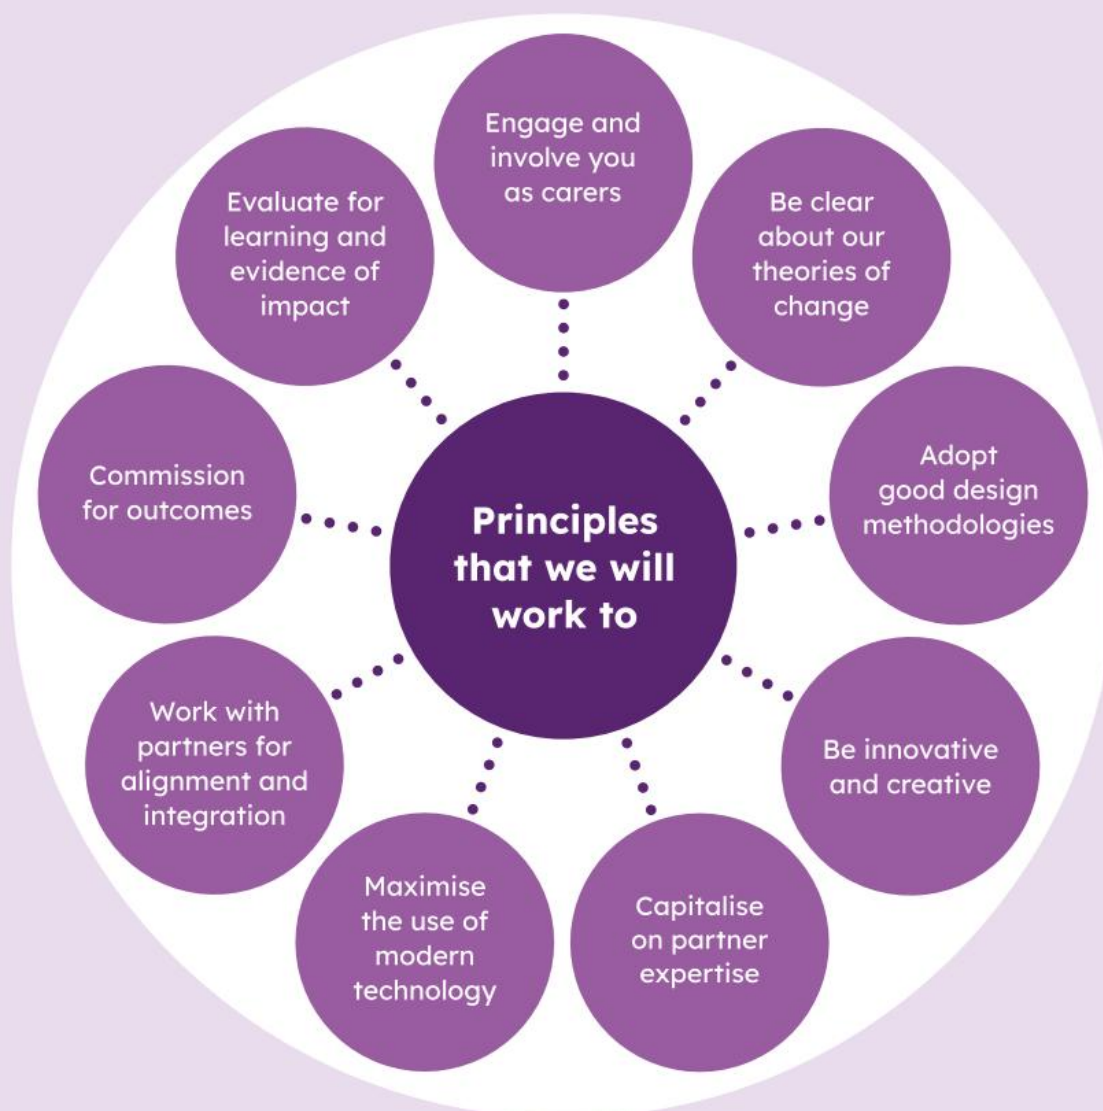 Engage and
involve you
as carers
Be clear
about our
theories of
change
Adopt
good design
methodologies
Be innovative
and creative
Capitalise
on partner
expertise
Maximise
the use of
modern
technology
Work with
partners for
alignment and
integration
Commission
for outcomes
Evaluate for
learning and
evidence of
impact
Principles
that we will
work to